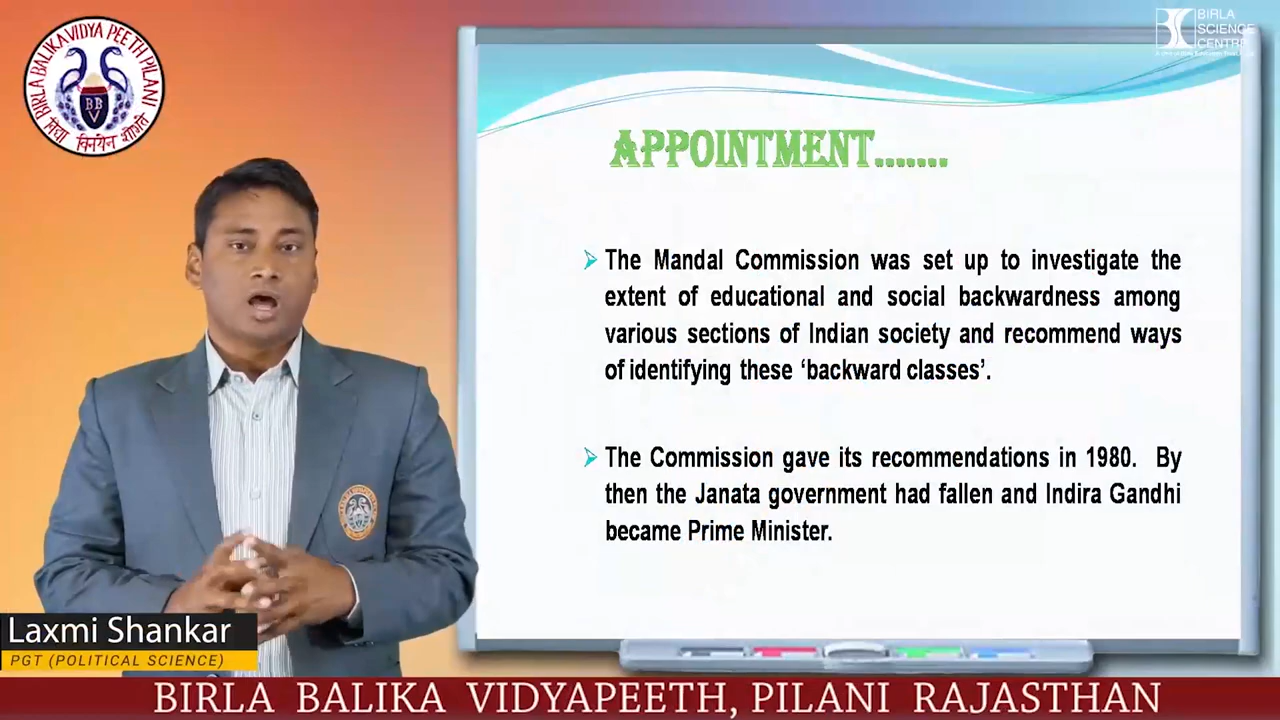 BIRLA BALIKA VIDYA PEETH PILANI
BB
V
विद्या विनयेन शोभते
BIRLA
SCIENCE
CENTRE
APPOINTMENT.......
The Mandal Commission was set up to investigate the
extent of educational and social backwardness among
various sections of Indian society and recommend ways
of identifying these ‘backward classes’.
The Commission gave its recommendations in 1980. By
then the Janata government had fallen and Indira Gandhi
became Prime Minister.
Laxmi Shankar
PGT (POLITICAL SCIENCE)
BIRLA BALIKA VIDYAPEETH, PILANI RAJASTHAN